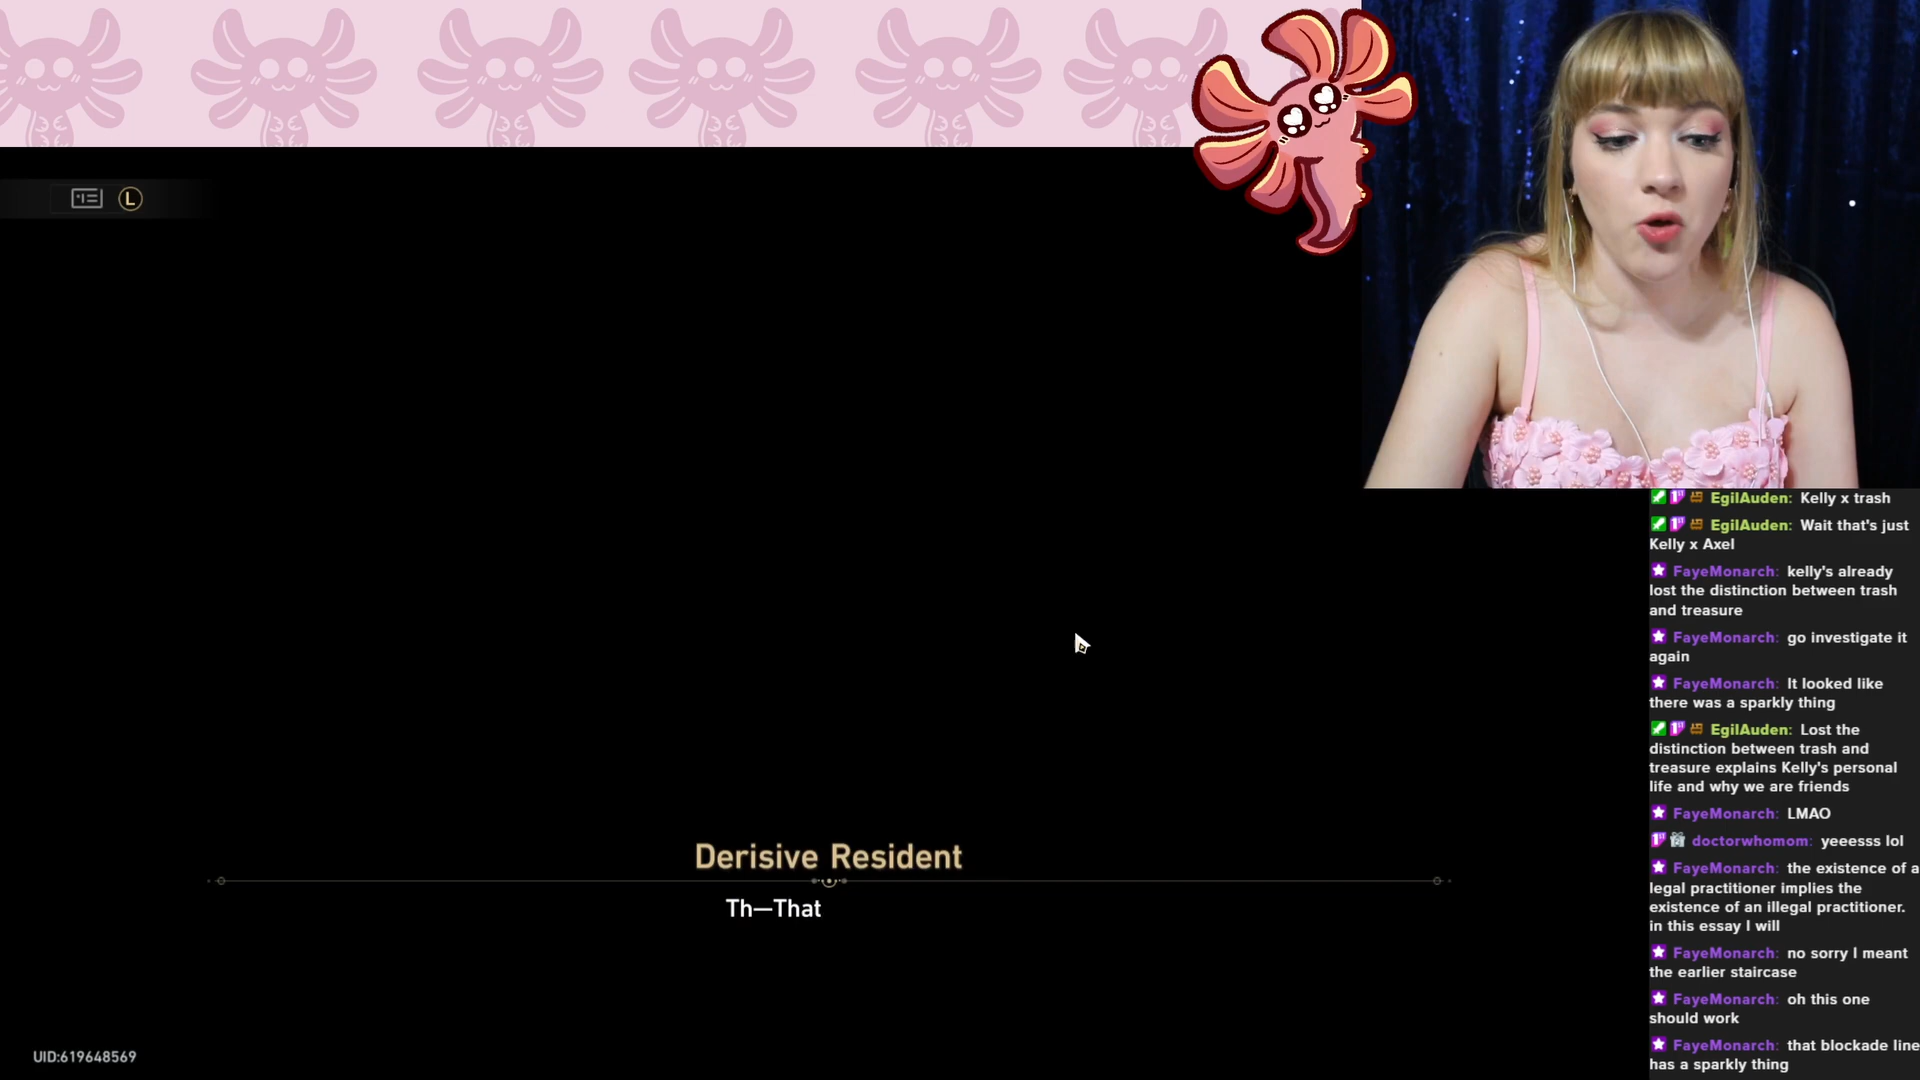 L
EgilAuden: Kelly x trash
EgilAuden: Wait that's just
Kelly x Axel
FayeMonarch: kelly's already
lost the distinction between trash
and treasure
FayeMonarch: go investigate it
again
FayeMonarch: It looked like
there was a sparkly thing
EgilAuden: Lost the
distinction between trash and
treasure explains Kelly's personal
life and why we are friends
FayeMonarch: LMAO
doctorwhomom: yeeesss lol
FayeMonarch: the existence of a
legal practitioner implies the
existence of an illegal practitioner.
in this essay I will
FayeMonarch: no sorry I meant
the earlier staircase
FayeMonarch: oh this one
should work
FayeMonarch: that blockade line
has a sparkly thing
Derisive Resident
Th—That
UID:619648569